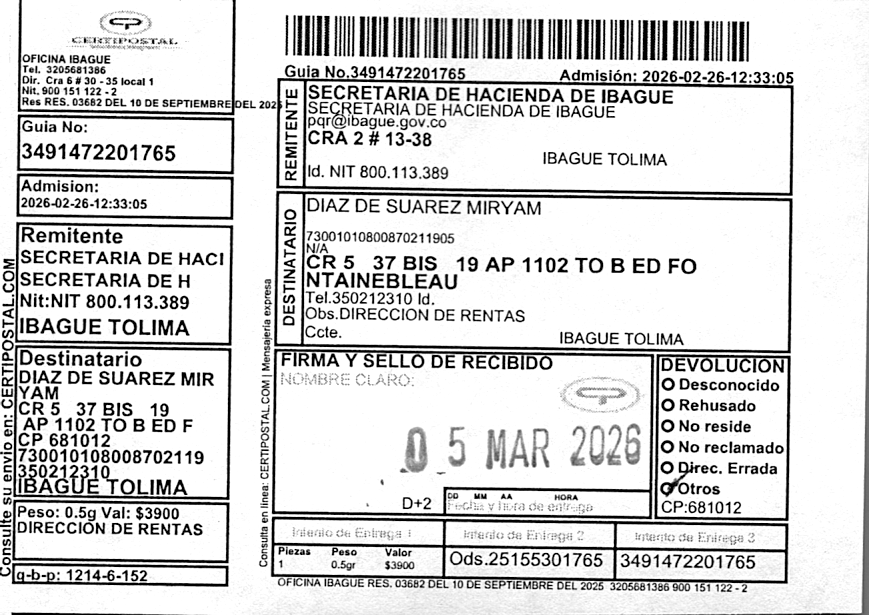 CERTIPOSTAL
OFICINA IBAGUE
Tel. 3205681386
Dir. Cra 6 # 30 - 35 local 1
Nit. 900 151 122 - 2
Res RES. 03682 DEL 10 DE SEPTIEMBRE DEL 2025
Guia No:
3491472201765
Admision:
2026-02-26-12:33:05
Remitente
SECRETARIA DE HACI
SECRETARIA DE H
Nit:NIT 800.113.389
IBAGUE TOLIMA
Destinatario
DIAZ DE SUAREZ MIR
YAM
CR 5 37 BIS 19
AP 1102 TO B ED F
CP 681012
730010108008702119
350212310
IBAGUE TOLIMA
Peso: 0.5g Val: $3900
DIRECCION DE RENTAS
q-b-p: 1214-6-152
Consulte su envio en: CERTIPOSTAL.COM
Guia No.3491472201765 Admisión: 2026-02-26-12:33:05
REMITENTE
SECRETARIA DE HACIENDA DE IBAGUE
SECRETARIA DE HACIENDA DE IBAGUE
pqr@ibague.gov.co
CRA 2 # 13-38
IBAGUE TOLIMA
Id. NIT 800.113.389
DESTINATARIO
DIAZ DE SUAREZ MIRYAM
73001010800870211905
N/A
CR 5 37 BIS 19 AP 1102 TO B ED FO
NTAINEBLEAU
Tel.350212310 Id.
Obs.DIRECCION DE RENTAS
Ccte. IBAGUE TOLIMA
Consulta en linea: CERTIPOSTAL.COM | Mensajería expresa
FIRMA Y SELLO DE RECIBIDO
NOMBRE CLARO:
0 5 MAR 2026
D+2
DD MM AA HORA
Fecha y hora de entrega
DEVOLUCION
Desconocido
Rehusado
No reside
No reclamado
Direc. Errada
Otros
CP:681012
Intento de Entrega 1 Intento de Entrega 2 Intento de Entrega 3
Piezas Peso Valor
1 0.5gr $3900
Ods.25155301765 3491472201765
OFICINA IBAGUE RES. 03682 DEL 10 DE SEPTIEMBRE DEL 2025 3205681386 900 151 122 - 2